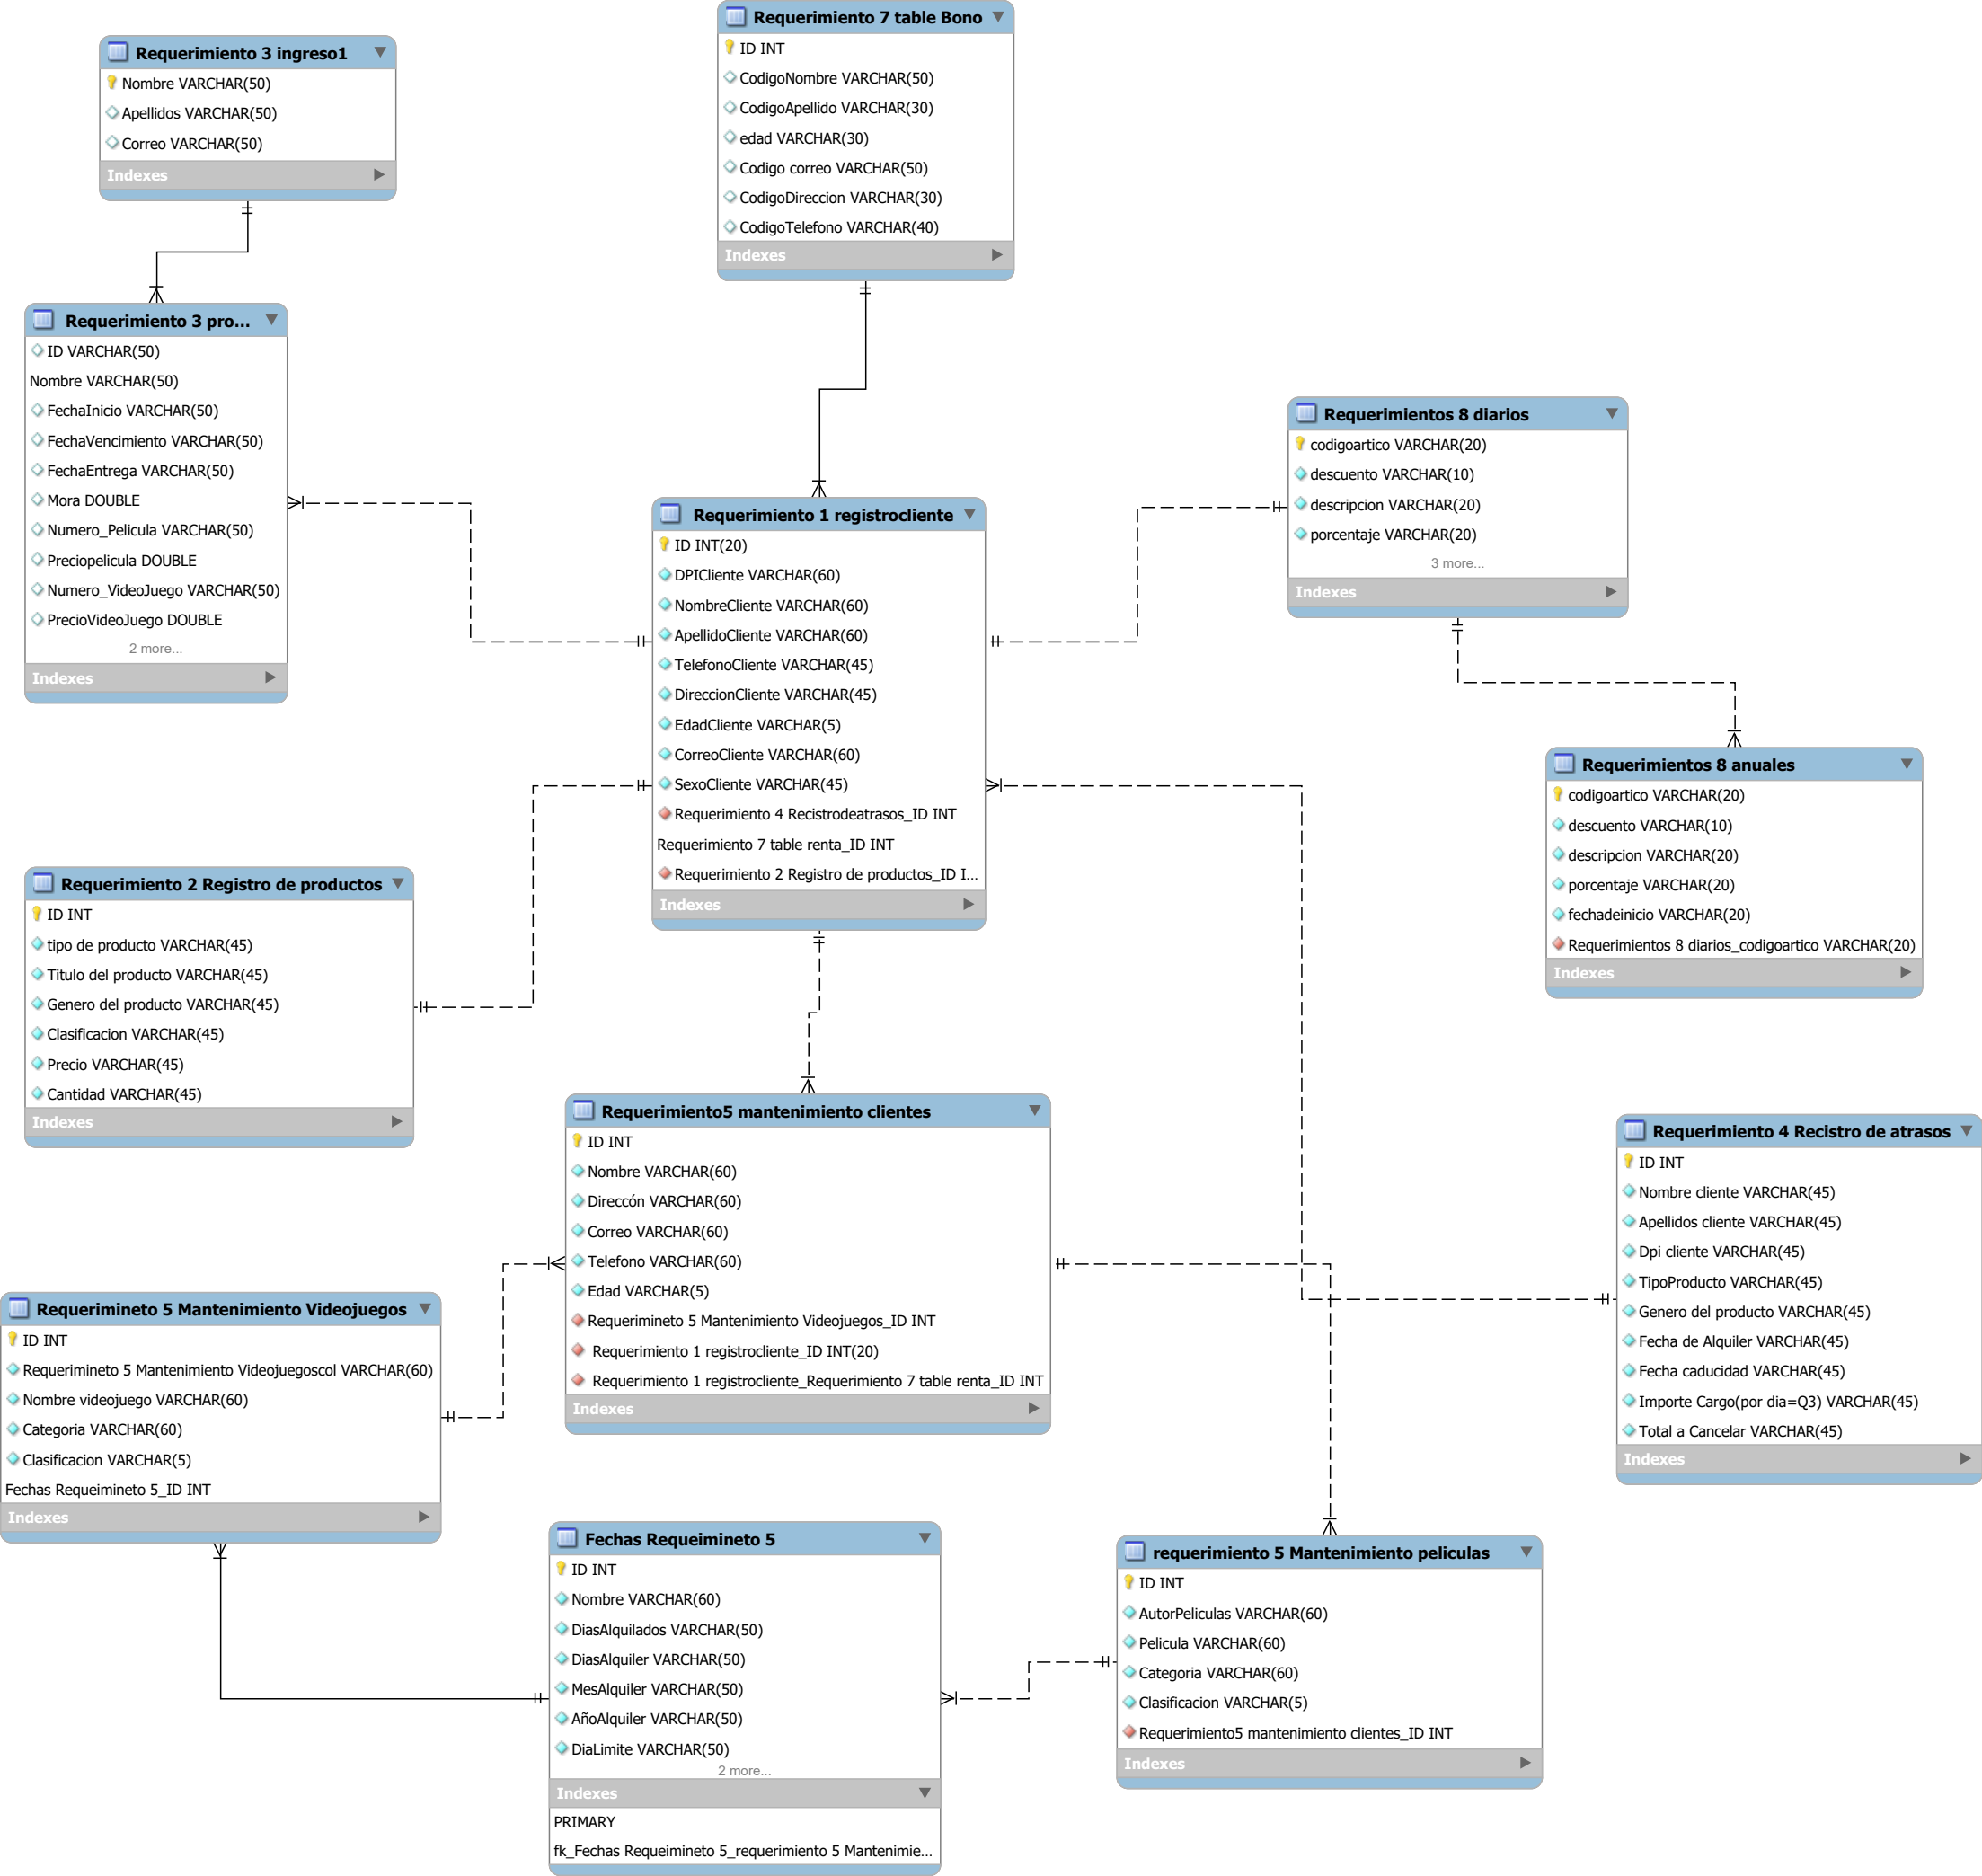 Requerimiento 3 ingreso1
Nombre VARCHAR(50)
Apellidos VARCHAR(50)
Correo VARCHAR(50)
Indexes
Requerimiento 7 table Bono
ID INT
CodigoNombre VARCHAR(50)
CodigoApellido VARCHAR(30)
edad VARCHAR(30)
Codigo correo VARCHAR(50)
CodigoDireccion VARCHAR(30)
CodigoTelefono VARCHAR(40)
Indexes
Requerimiento 3 pro...
ID VARCHAR(50)
Nombre VARCHAR(50)
FechaInicio VARCHAR(50)
FechaVencimiento VARCHAR(50)
FechaEntrega VARCHAR(50)
Mora DOUBLE
Numero_Pelicula VARCHAR(50)
Preciopelicula DOUBLE
Numero_VideoJuego VARCHAR(50)
PrecioVideoJuego DOUBLE
2 more...
Indexes
Requerimiento 1 registrocliente
ID INT(20)
DPICliente VARCHAR(60)
NombreCliente VARCHAR(60)
ApellidoCliente VARCHAR(60)
TelefonoCliente VARCHAR(45)
DireccionCliente VARCHAR(45)
EdadCliente VARCHAR(5)
CorreoCliente VARCHAR(60)
SexoCliente VARCHAR(45)
Requerimiento 4 Recistrodeatrasos_ID INT
Requerimiento 7 table renta_ID INT
Requerimiento 2 Registro de productos_ID I...
Indexes
Requerimientos 8 diarios
codigoartico VARCHAR(20)
descuento VARCHAR(10)
descripcion VARCHAR(20)
porcentaje VARCHAR(20)
3 more...
Indexes
Requerimientos 8 anuales
codigoartico VARCHAR(20)
descuento VARCHAR(10)
descripcion VARCHAR(20)
porcentaje VARCHAR(20)
fechadeinicio VARCHAR(20)
Requerimientos 8 diarios_codigoartico VARCHAR(20)
Indexes
Requerimiento 2 Registro de productos
ID INT
tipo de producto VARCHAR(45)
Titulo del producto VARCHAR(45)
Genero del producto VARCHAR(45)
Clasificacion VARCHAR(45)
Precio VARCHAR(45)
Cantidad VARCHAR(45)
Indexes
Requerimiento5 mantenimiento clientes
ID INT
Nombre VARCHAR(60)
Direccón VARCHAR(60)
Correo VARCHAR(60)
Telefono VARCHAR(60)
Edad VARCHAR(5)
Requerimineto 5 Mantenimiento Videojuegos_ID INT
Requerimiento 1 registrocliente_ID INT(20)
Requerimiento 1 registrocliente_Requerimiento 7 table renta_ID INT
Indexes
Requerimiento 4 Recistro de atrasos
ID INT
Nombre cliente VARCHAR(45)
Apellidos cliente VARCHAR(45)
Dpi cliente VARCHAR(45)
TipoProducto VARCHAR(45)
Genero del producto VARCHAR(45)
Fecha de Alquiler VARCHAR(45)
Fecha caducidad VARCHAR(45)
Importe Cargo(por dia=Q3) VARCHAR(45)
Total a Cancelar VARCHAR(45)
Indexes
Requerimineto 5 Mantenimiento Videojuegos
ID INT
Requerimineto 5 Mantenimiento Videojuegoscol VARCHAR(60)
Nombre videojuego VARCHAR(60)
Categoria VARCHAR(60)
Clasificacion VARCHAR(5)
Fechas Requeimineto 5_ID INT
Indexes
Fechas Requeimineto 5
ID INT
Nombre VARCHAR(60)
DiasAlquilados VARCHAR(50)
DiasAlquiler VARCHAR(50)
MesAlquiler VARCHAR(50)
AñoAlquiler VARCHAR(50)
DiaLimite VARCHAR(50)
2 more...
Indexes
PRIMARY
fk_Fechas Requeimineto 5_requerimiento 5 Mantenimie...
requerimiento 5 Mantenimiento peliculas
ID INT
AutorPeliculas VARCHAR(60)
Pelicula VARCHAR(60)
Categoria VARCHAR(60)
Clasificacion VARCHAR(5)
Requerimiento5 mantenimiento clientes_ID INT
Indexes